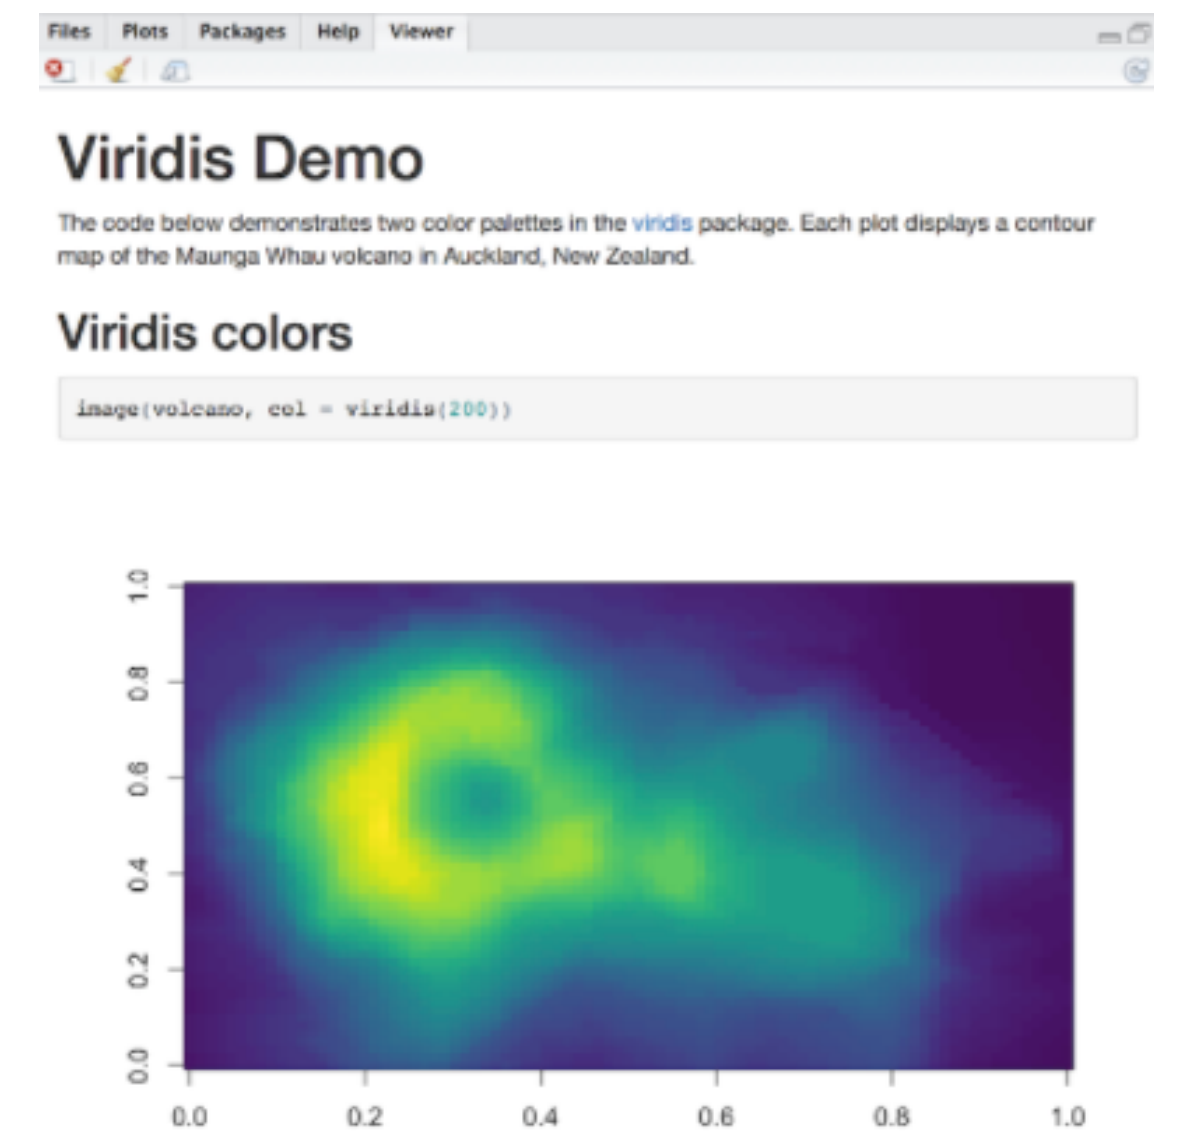 Files Plots Packages Help Viewer
Viridis Demo
The code below demonstrates two color palettes in the viridis package. Each plot displays a contour
map of the Maunga Whau volcano in Auckland, New Zealand.
Viridis colors
image(volcano, col = viridis(200))
1.0
0.8
0.6
0.4
0.2
0.0
0.0 0.2 0.4 0.6 0.8 1.0